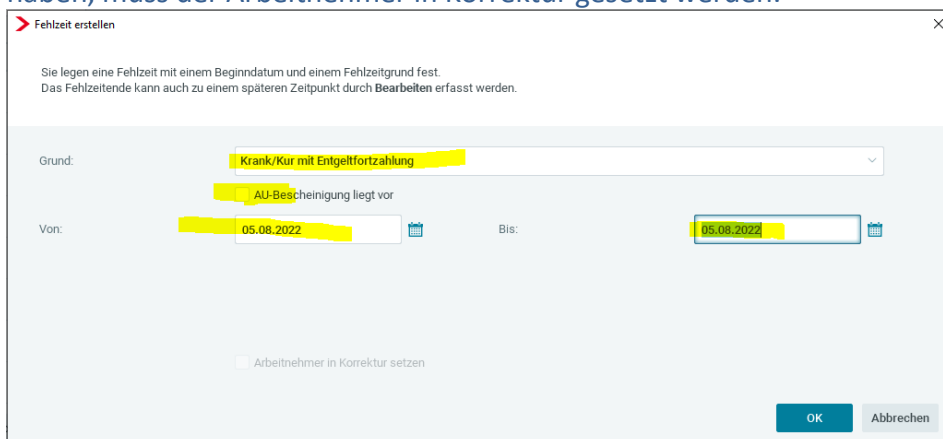 haben, muss der Arbeitnehmer in Korrektur gesetzt werden.
Fehlzeit erstellen
Sie legen eine Fehlzeit mit einem Beginndatum und einem Fehlzeitgrund fest.
Das Fehlzeitende kann auch zu einem späteren Zeitpunkt durch Bearbeiten erfasst werden.
Grund: Krank/Kur mit Entgeltfortzahlung
AU-Bescheinigung liegt vor
Von: 05.08.2022 Bis: 05.08.2022
Arbeitnehmer in Korrektur setzen
OK Abbrechen